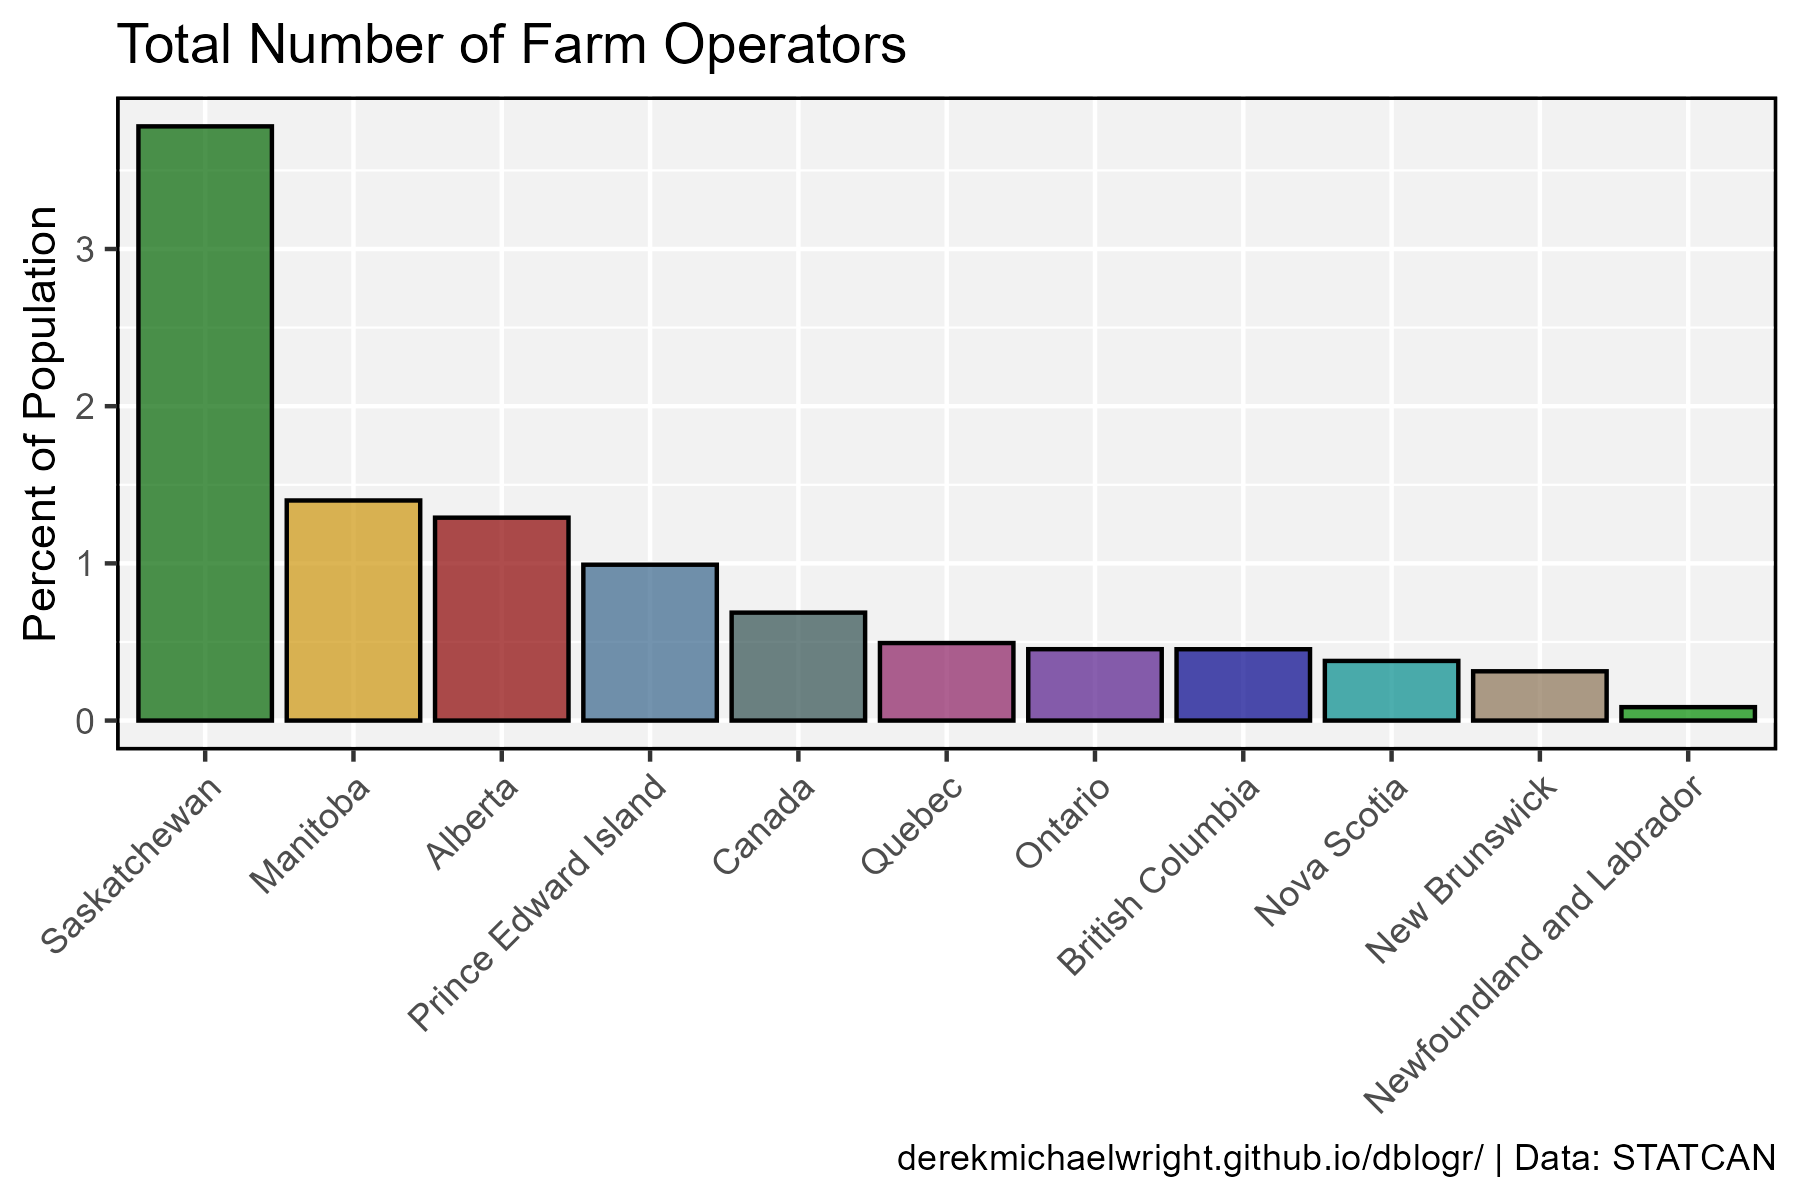 Total Number of Farm Operators
Percent of Population
3
2
1
0
Saskatchewan
Manitoba
Alberta
Prince Edward Island
Canada
Quebec
Ontario
British Columbia
Nova Scotia
New Brunswick
Newfoundland and Labrador
derekmichaelwright.github.io/dblogr/ | Data: STATCAN